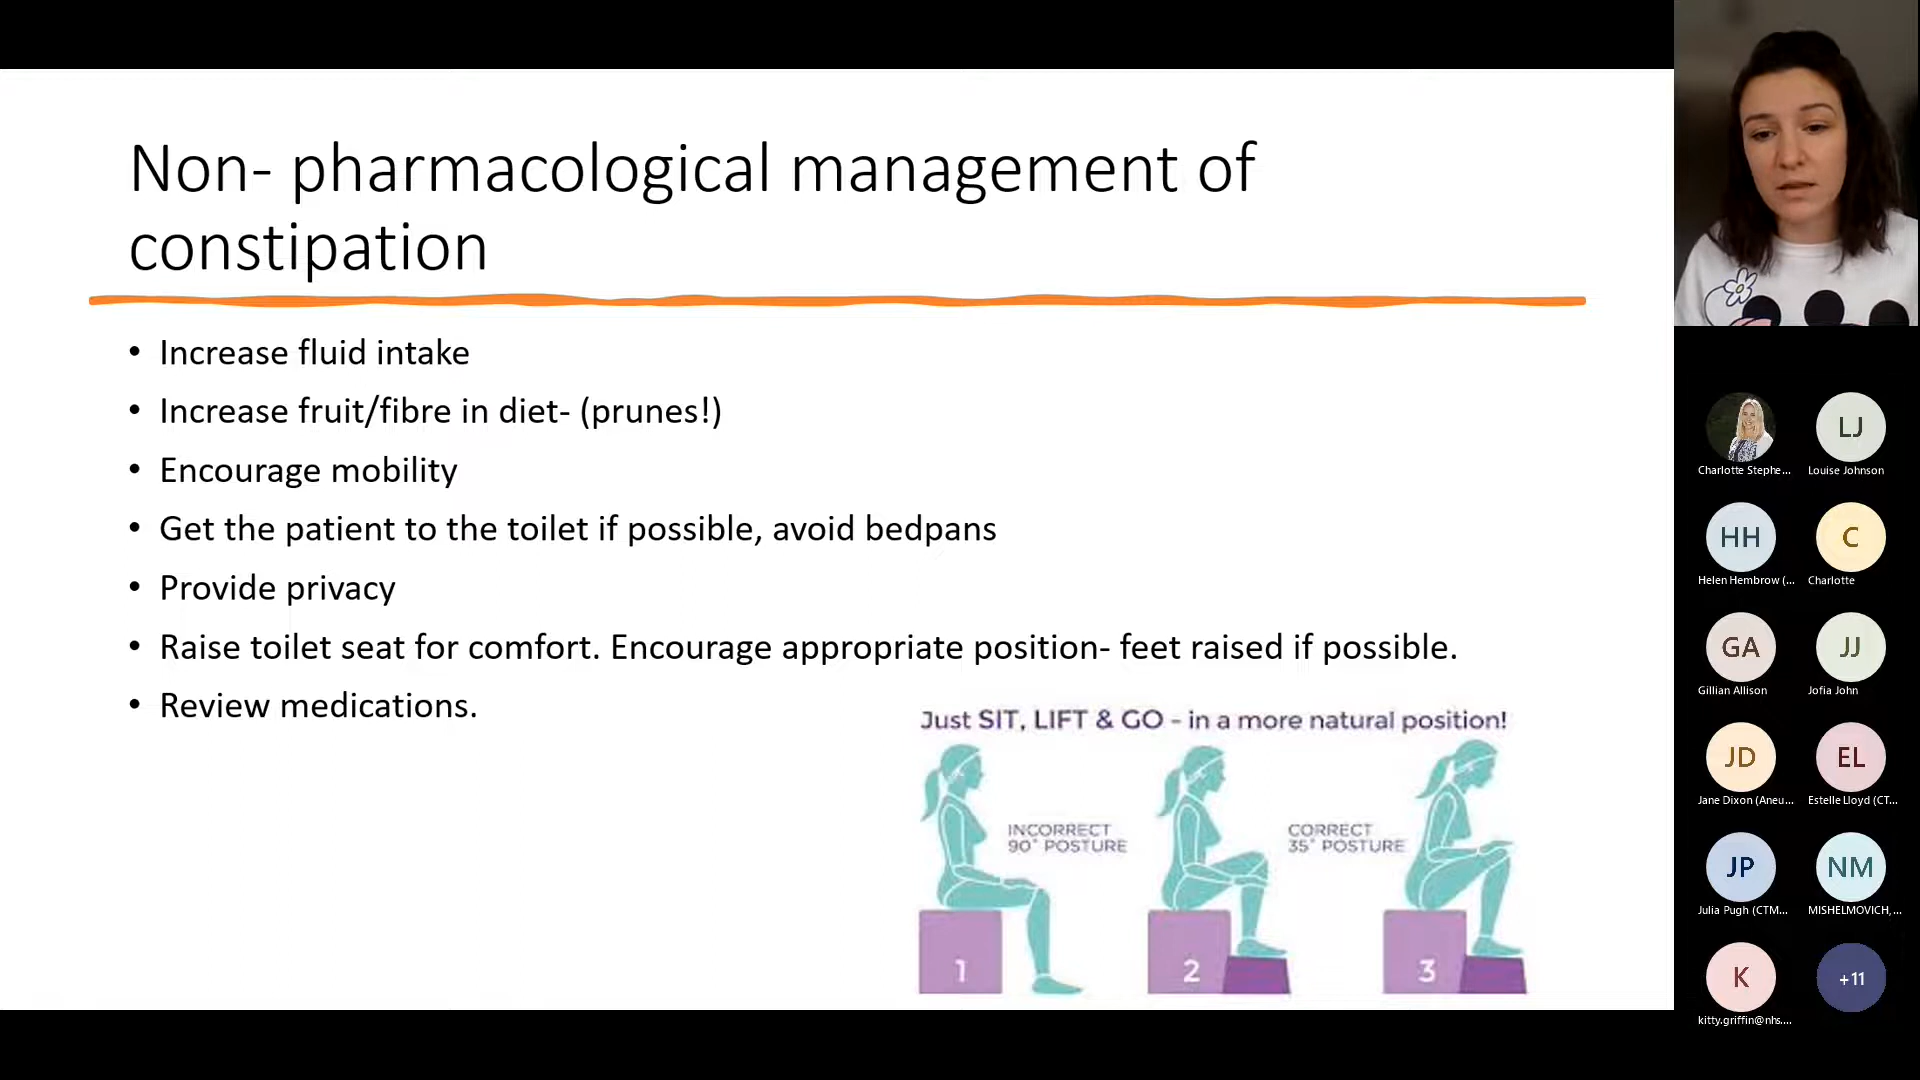 Non- pharmacological management of
constipation
• Increase fluid intake
• Increase fruit/fibre in diet- (prunes!)
• Encourage mobility
• Get the patient to the toilet if possible, avoid bedpans
• Provide privacy
• Raise toilet seat for comfort. Encourage appropriate position- feet raised if possible.
• Review medications.
Just SIT, LIFT & GO - in a more natural position!
INCORRECT
90° POSTURE
CORRECT
35° POSTURE
1
2
3
Charlotte Stephe...
LJ
Louise Johnson
HH
Helen Hembrow (...
C
Charlotte
GA
Gillian Allison
JJ
Jofia John
JD
Jane Dixon (Aneu...
EL
Estelle Lloyd (CT...
JP
Julia Pugh (CTM...
NM
MISHELMOVICH,...
K
kitty.griffin@nhs....
+11